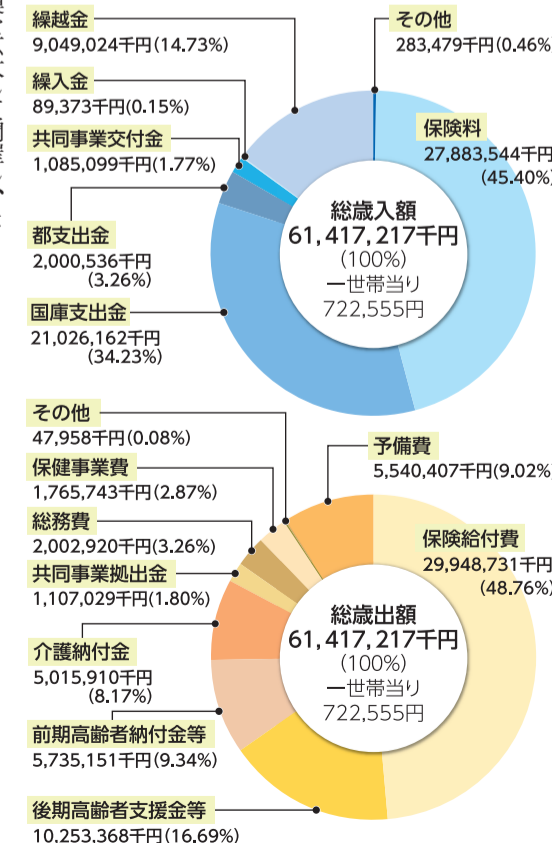 繰越金
9,049,024千円(14.73%)
繰入金
89,373千円(0.15%)
共同事業交付金
1,085,099千円(1.77%)
都支出金
2,000,536千円
(3.26%)
国庫支出金
21,026,162千円
(34.23%)
その他
283,479千円(0.46%)
保険料
27,883,544千円
(45.40%)
総歳入額
61,417,217千円
(100%)
一世帯当り
722,555円
その他
47,958千円(0.08%)
保健事業費
1,765,743千円(2.87%)
総務費
2,002,920千円(3.26%)
共同事業拠出金
1,107,029千円(1.80%)
介護納付金
5,015,910千円
(8.17%)
前期高齢者納付金等
5,735,151千円(9.34%)
後期高齢者支援金等
10,253,368千円(16.69%)
予備費
5,540,407千円(9.02%)
保険給付費
29,948,731千円
(48.76%)
総歳出額
61,417,217千円
(100%)
一世帯当り
722,555円